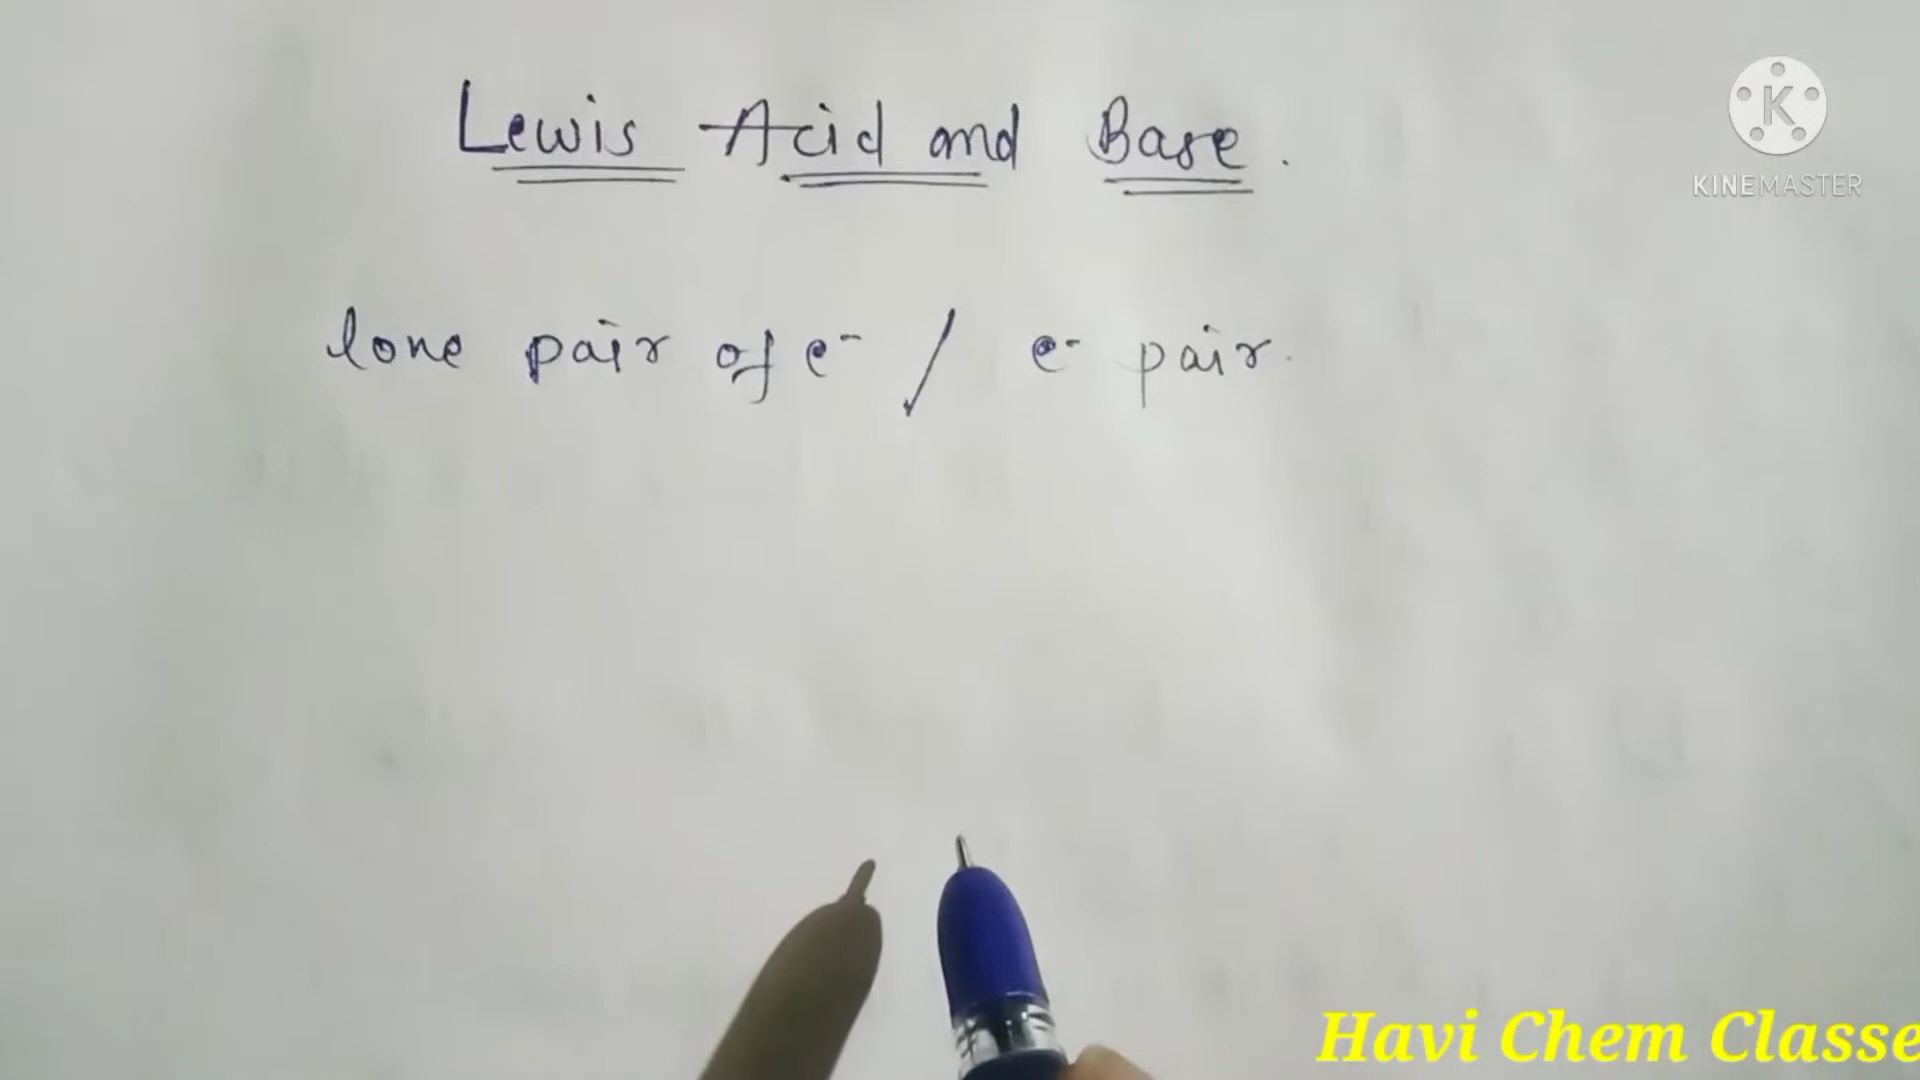 Lewis Acid and Base.
K
KINEMASTER
lone pair of e⁻ / e⁻ pair.
Havi Chem Classe